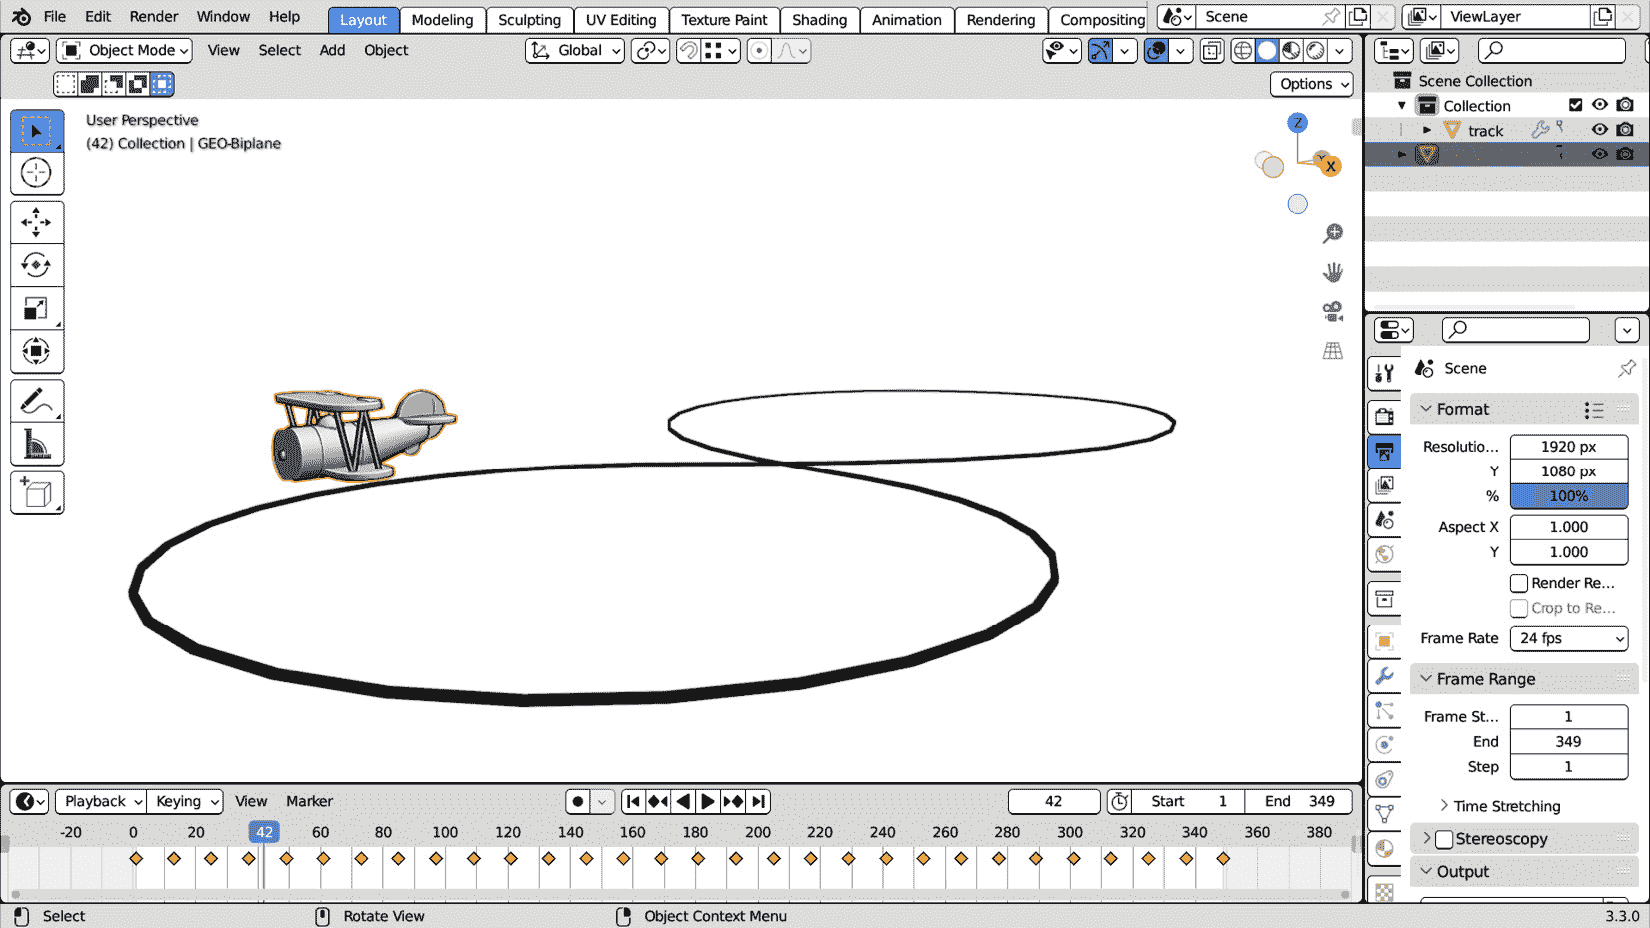 File Edit Render Window Help Layout Modeling Sculpting UV Editing Texture Paint Shading Animation Rendering Compositing Scene ViewLayer
Object Mode View Select Add Object Global
Options
User Perspective
(42) Collection | GEO-Biplane
Z
Y
X
Scene Collection
Collection
track
Scene
Format
Resolutio... 1920 px
Y 1080 px
% 100%
Aspect X 1.000
Y 1.000
Render Re...
Crop to Re...
Frame Rate 24 fps
Frame Range
Frame St... 1
End 349
Step 1
Time Stretching
Stereoscopy
Output
Playback Keying View Marker 42 Start 1 End 349
-20 0 20 42 60 80 100 120 140 160 180 200 220 240 260 280 300 320 340 360 380
Select Rotate View Object Context Menu 3.3.0